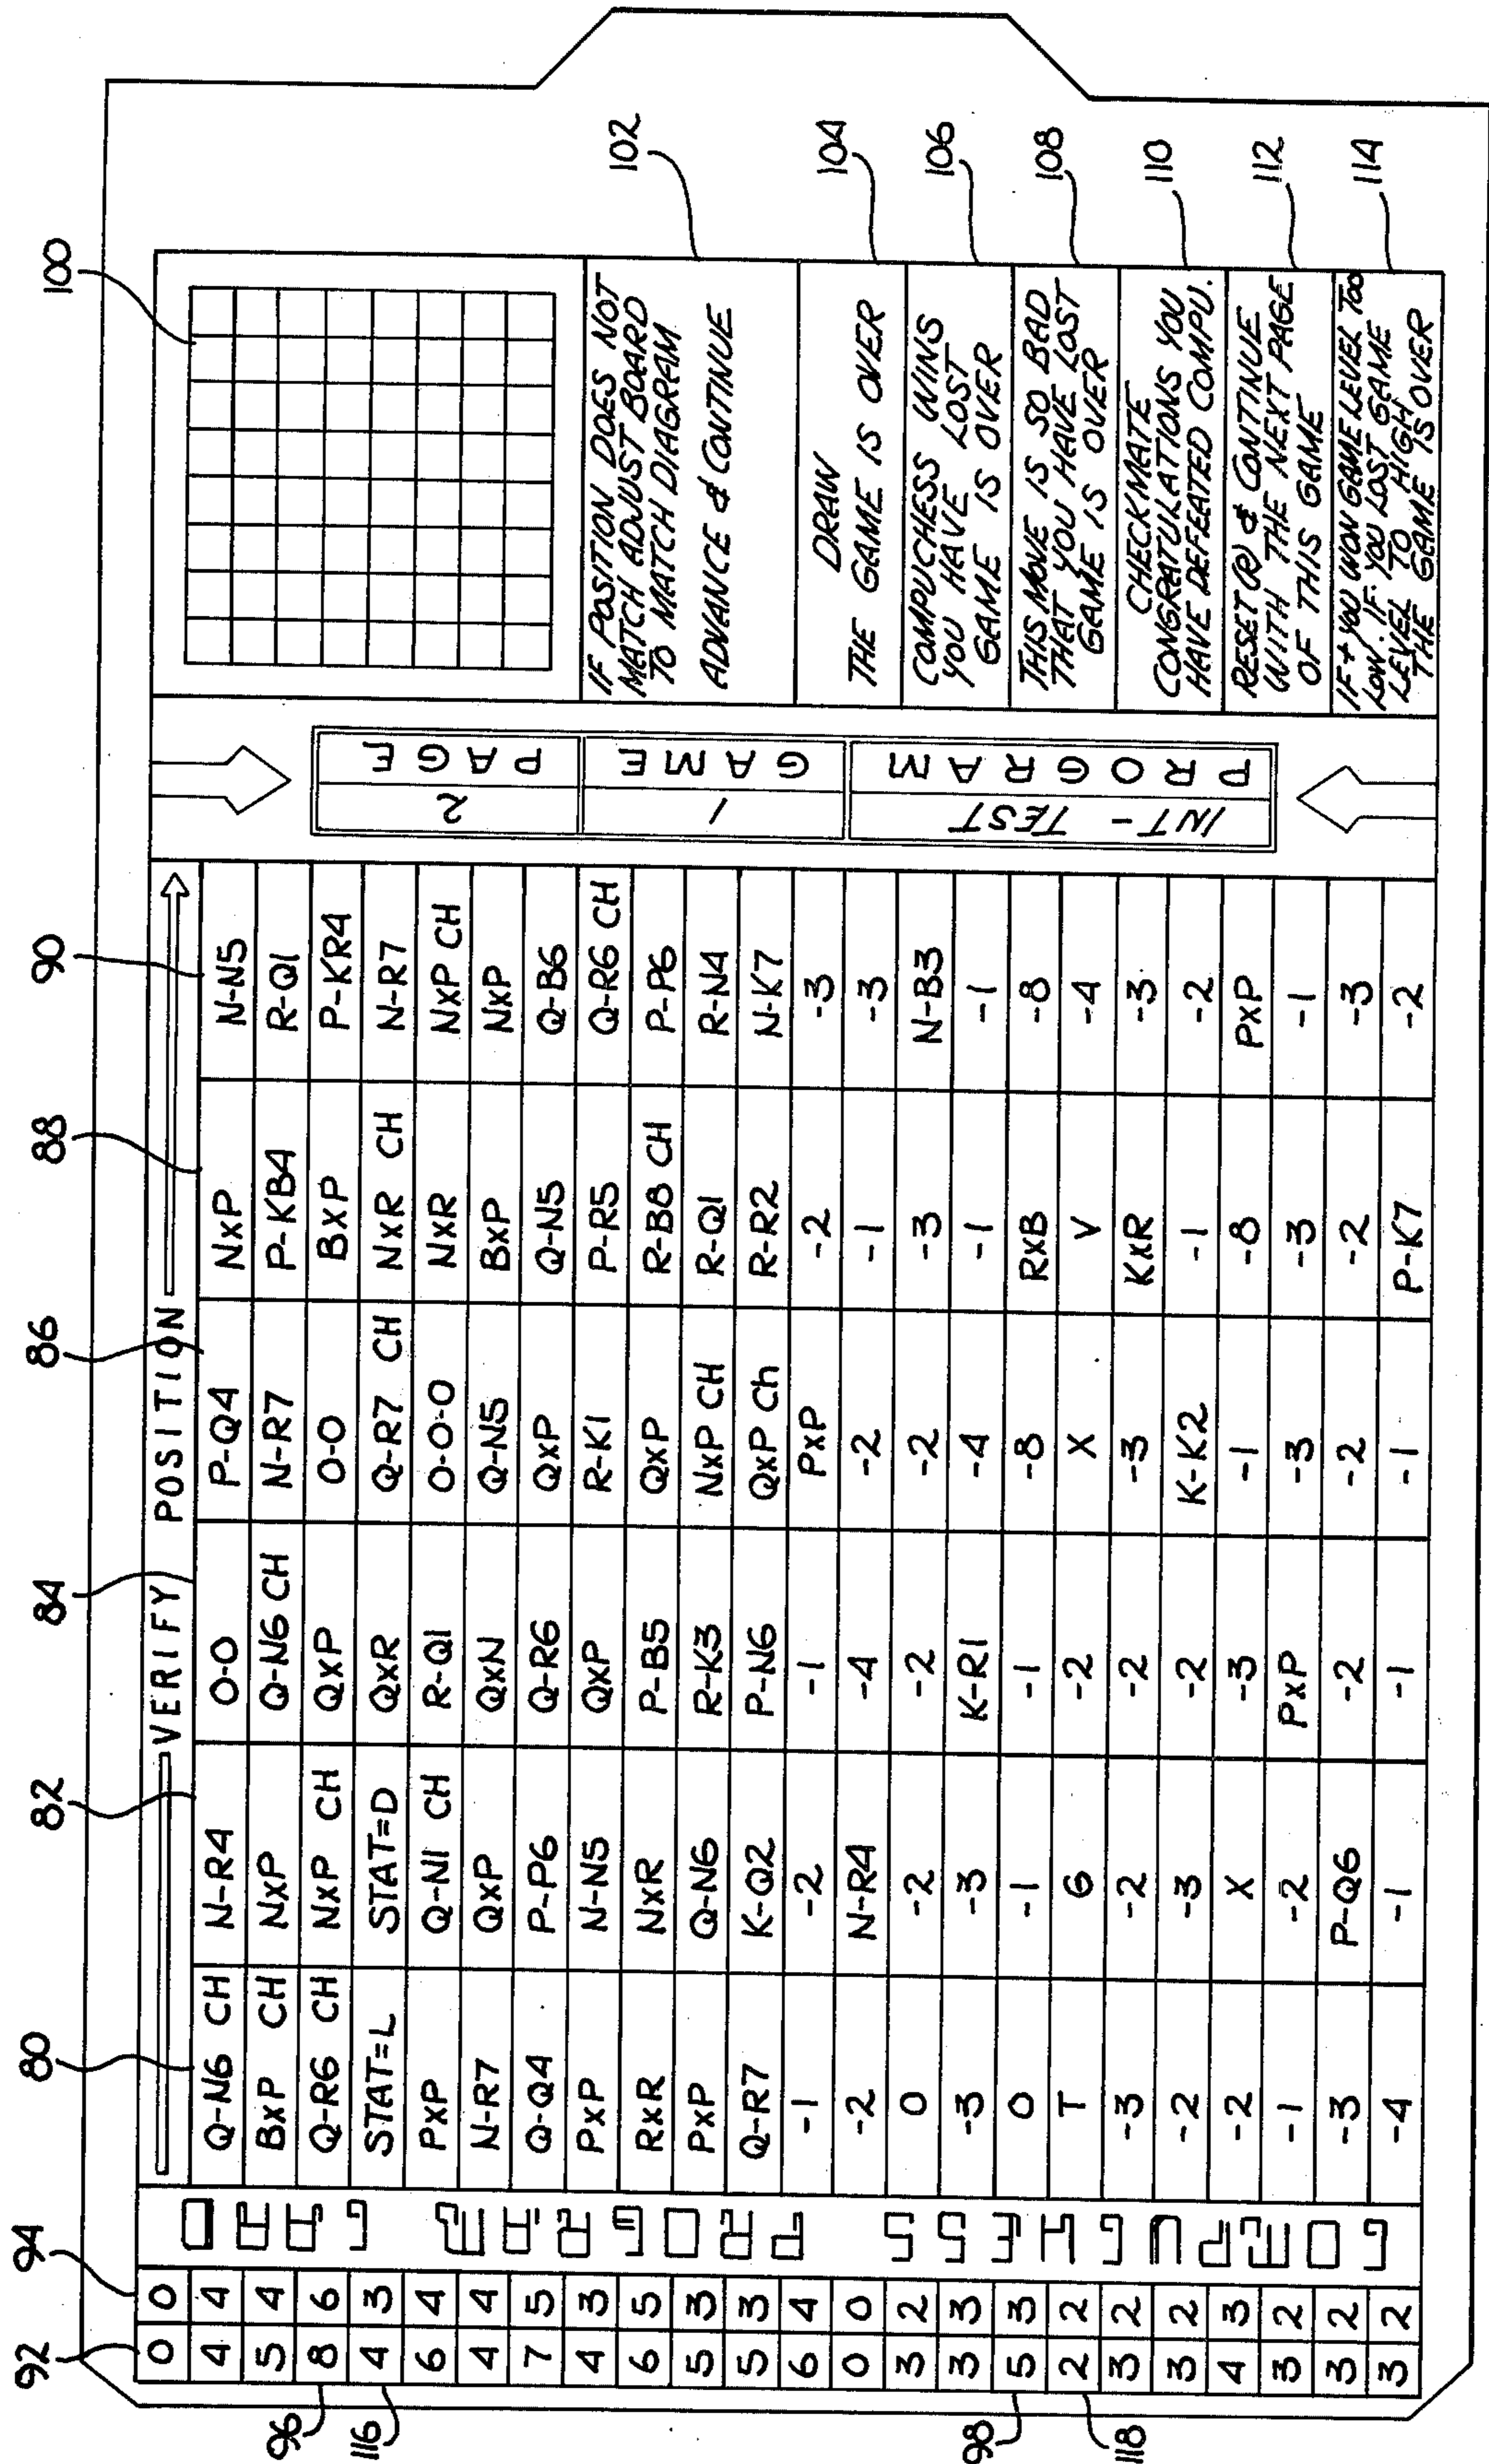 92 94 80 82 84 86 88 90 100
0 0 VERIFY POSITION
4 4 Q-N6 CH N-R4 O-O P-Q4 NxP N-N5
5 4 BxP CH NxP Q-N6 CH N-R7 P-KB4 R-Q1
8 6 Q-R6 CH NxP CH QxP O-O BxP P-KR4
4 3 STAT=L STAT=D QxR Q-R7 CH NxR CH N-R7
6 4 PxP Q-N1 CH R-Q1 O-O-O NxR NxP CH
4 4 N-R7 QxP QxN Q-N5 BxP NxP
7 5 Q-Q4 P-P6 Q-R6 QxP Q-N5 Q-B6
4 3 PxP N-N5 QxP R-K1 P-R5 Q-R6 CH
6 5 RxR NxR P-B5 QxP R-B8 CH P-P6
5 3 PxP Q-N6 R-K3 NxP CH R-Q1 R-N4
5 3 Q-R7 K-Q2 P-N6 QxP Ch R-R2 N-K7
6 4 -1 -2 -1 PxP -2 -3
0 0 -2 N-R4 -4 -2 -1 -3
3 2 0 -2 -2 -2 -3 N-B3
3 3 -3 -3 K-R1 -4 -1 -1
5 3 0 -1 -1 -8 RxB -8
2 2 T G -2 X V -4
3 2 -3 -2 -2 -3 KxR -3
3 2 -2 -3 -2 K-K2 -1 -2
4 3 -2 X -3 -1 -8 PxP
3 2 -1 -2 PxP -3 -3 -1
3 2 -3 P-Q6 -2 -2 -2 -3
3 2 -4 -1 -1 -1 P-K7 -2
COMPUCHESS PROGRAM CARD
PROGRAM GAME PAGE
INT-TEST 1 2
IF POSITION DOES NOT
MATCH ADJUST BOARD
TO MATCH DIAGRAM
ADVANCE & CONTINUE
102
DRAW
THE GAME IS OVER
104
COMPUCHESS WINS
YOU HAVE LOST
GAME IS OVER
106
THIS MOVE IS SO BAD
THAT YOU HAVE LOST
GAME IS OVER
108
CHECKMATE
CONGRATULATIONS YOU
HAVE DEFEATED COMPU.
110
RESET (R) & CONTINUE
WITH THE NEXT PAGE
OF THIS GAME
112
IF + YOU WON GAME LEVEL TOO
LOW. IF - YOU LOST GAME
LEVEL TO HIGH
THE GAME IS OVER
114
96
116
98
118